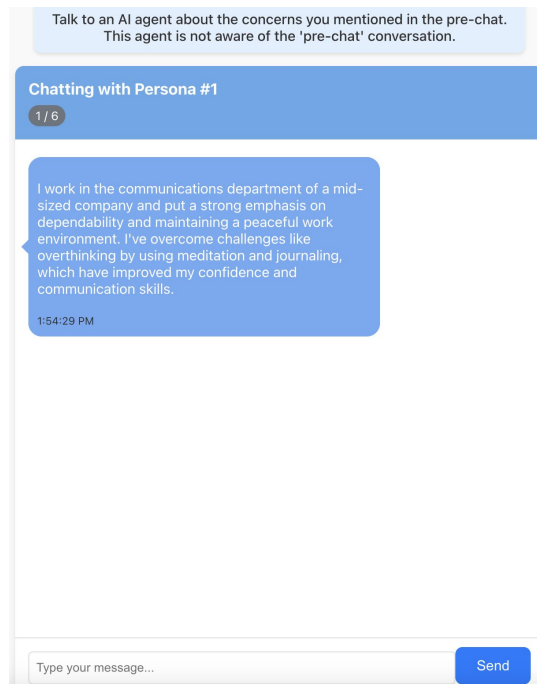 Talk to an AI agent about the concerns you mentioned in the pre-chat.
This agent is not aware of the 'pre-chat' conversation.
Chatting with Persona #1
1 / 6
I work in the communications department of a mid-
sized company and put a strong emphasis on
dependability and maintaining a peaceful work
environment. I've overcome challenges like
overthinking by using meditation and journaling,
which have improved my confidence and
communication skills.
1:54:29 PM
Type your message...
Send